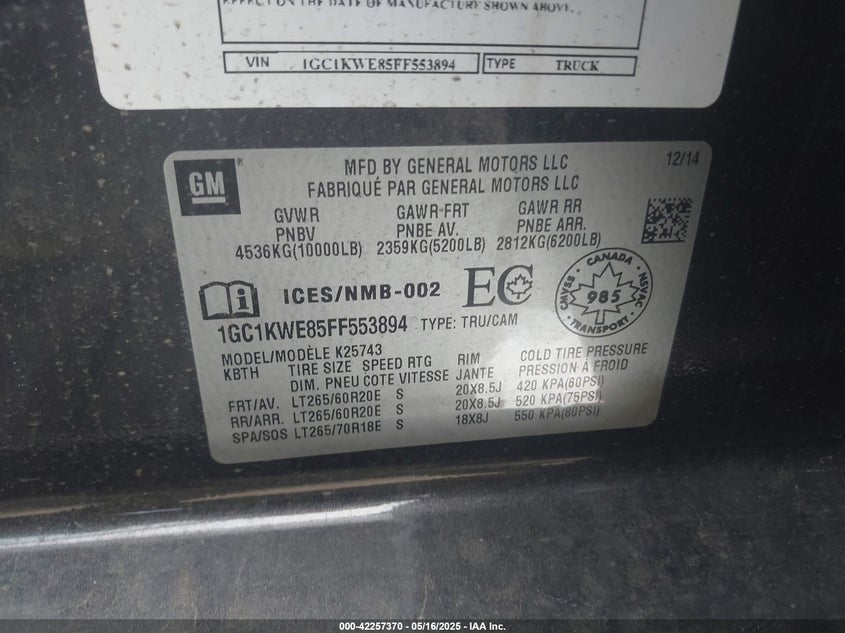 EFFECT ON THE DATE OF MANUFACTURE SHOWN ABOVE.
VIN 1GC1KWE85FF553894 TYPE: TRUCK
GM ®
MFD BY GENERAL MOTORS LLC 12/14
FABRIQUÉ PAR GENERAL MOTORS LLC
GVWR GAWR FRT GAWR RR
PNBV PNBE AV. PNBE ARR.
4536KG(10000LB) 2359KG(5200LB) 2812KG(6200LB)
ICES/NMB-002 EC
CANADA
CMVSS NSVAC
985
TRANSPORT
1GC1KWE85FF553894 TYPE: TRU/CAM
MODEL/MODÈLE K25743
KBTH TIRE SIZE SPEED RTG RIM COLD TIRE PRESSURE
DIM. PNEU COTE VITESSE JANTE PRESSION À FROID
FRT/AV. LT265/60R20E S 20X8.5J 420 KPA(60PSI)
RR/ARR. LT265/60R20E S 20X8.5J 520 KPA(75PSI)
SPA/SOS LT265/70R18E S 18X8J 550 KPA(80PSI)
000-42257370 — 05/16/2025 — IAA Inc.